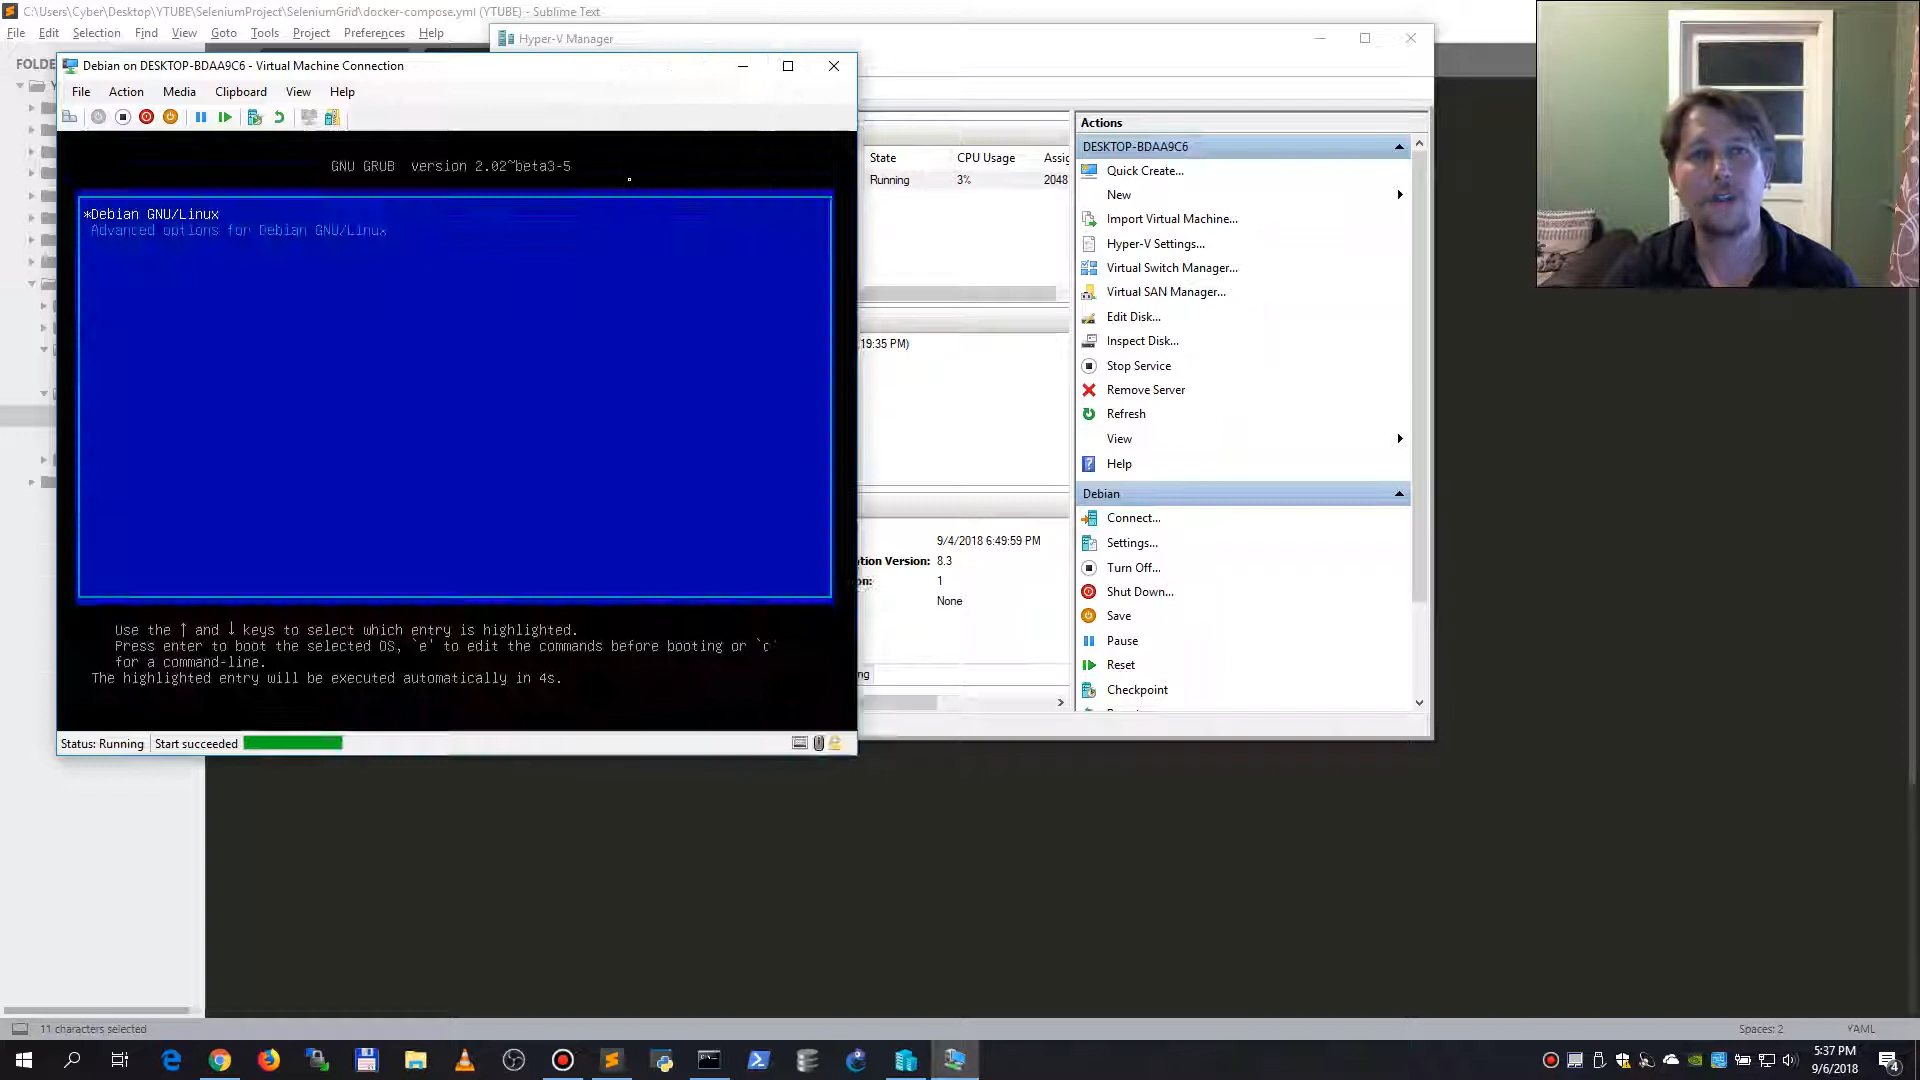 C:\Users\Cyber\Desktop\YTUBE\SeleniumProject\SeleniumGrid\docker-compose.yml (YTUBE) - Sublime Text
File Edit Selection Find View Goto Tools Project Preferences Help
Hyper-V Manager
FOLDE
Debian on DESKTOP-BDAA9C6 - Virtual Machine Connection
File Action Media Clipboard View Help
GNU GRUB version 2.02~beta3-5
*Debian GNU/Linux
Advanced options for Debian GNU/Linux
Use the ↑ and ↓ keys to select which entry is highlighted.
Press enter to boot the selected OS, `e' to edit the commands before booting or `c'
for a command-line.
The highlighted entry will be executed automatically in 4s.
Status: Running Start succeeded
State CPU Usage Assig
Running 3% 2048
19:35 PM)
9/4/2018 6:49:59 PM
tion Version: 8.3
on: 1
None
ng
Actions
DESKTOP-BDAA9C6
Quick Create...
New
Import Virtual Machine...
Hyper-V Settings...
Virtual Switch Manager...
Virtual SAN Manager...
Edit Disk...
Inspect Disk...
Stop Service
Remove Server
Refresh
View
Help
Debian
Connect...
Settings...
Turn Off...
Shut Down...
Save
Pause
Reset
Checkpoint
11 characters selected
Spaces: 2 YAML
5:37 PM
9/6/2018
4